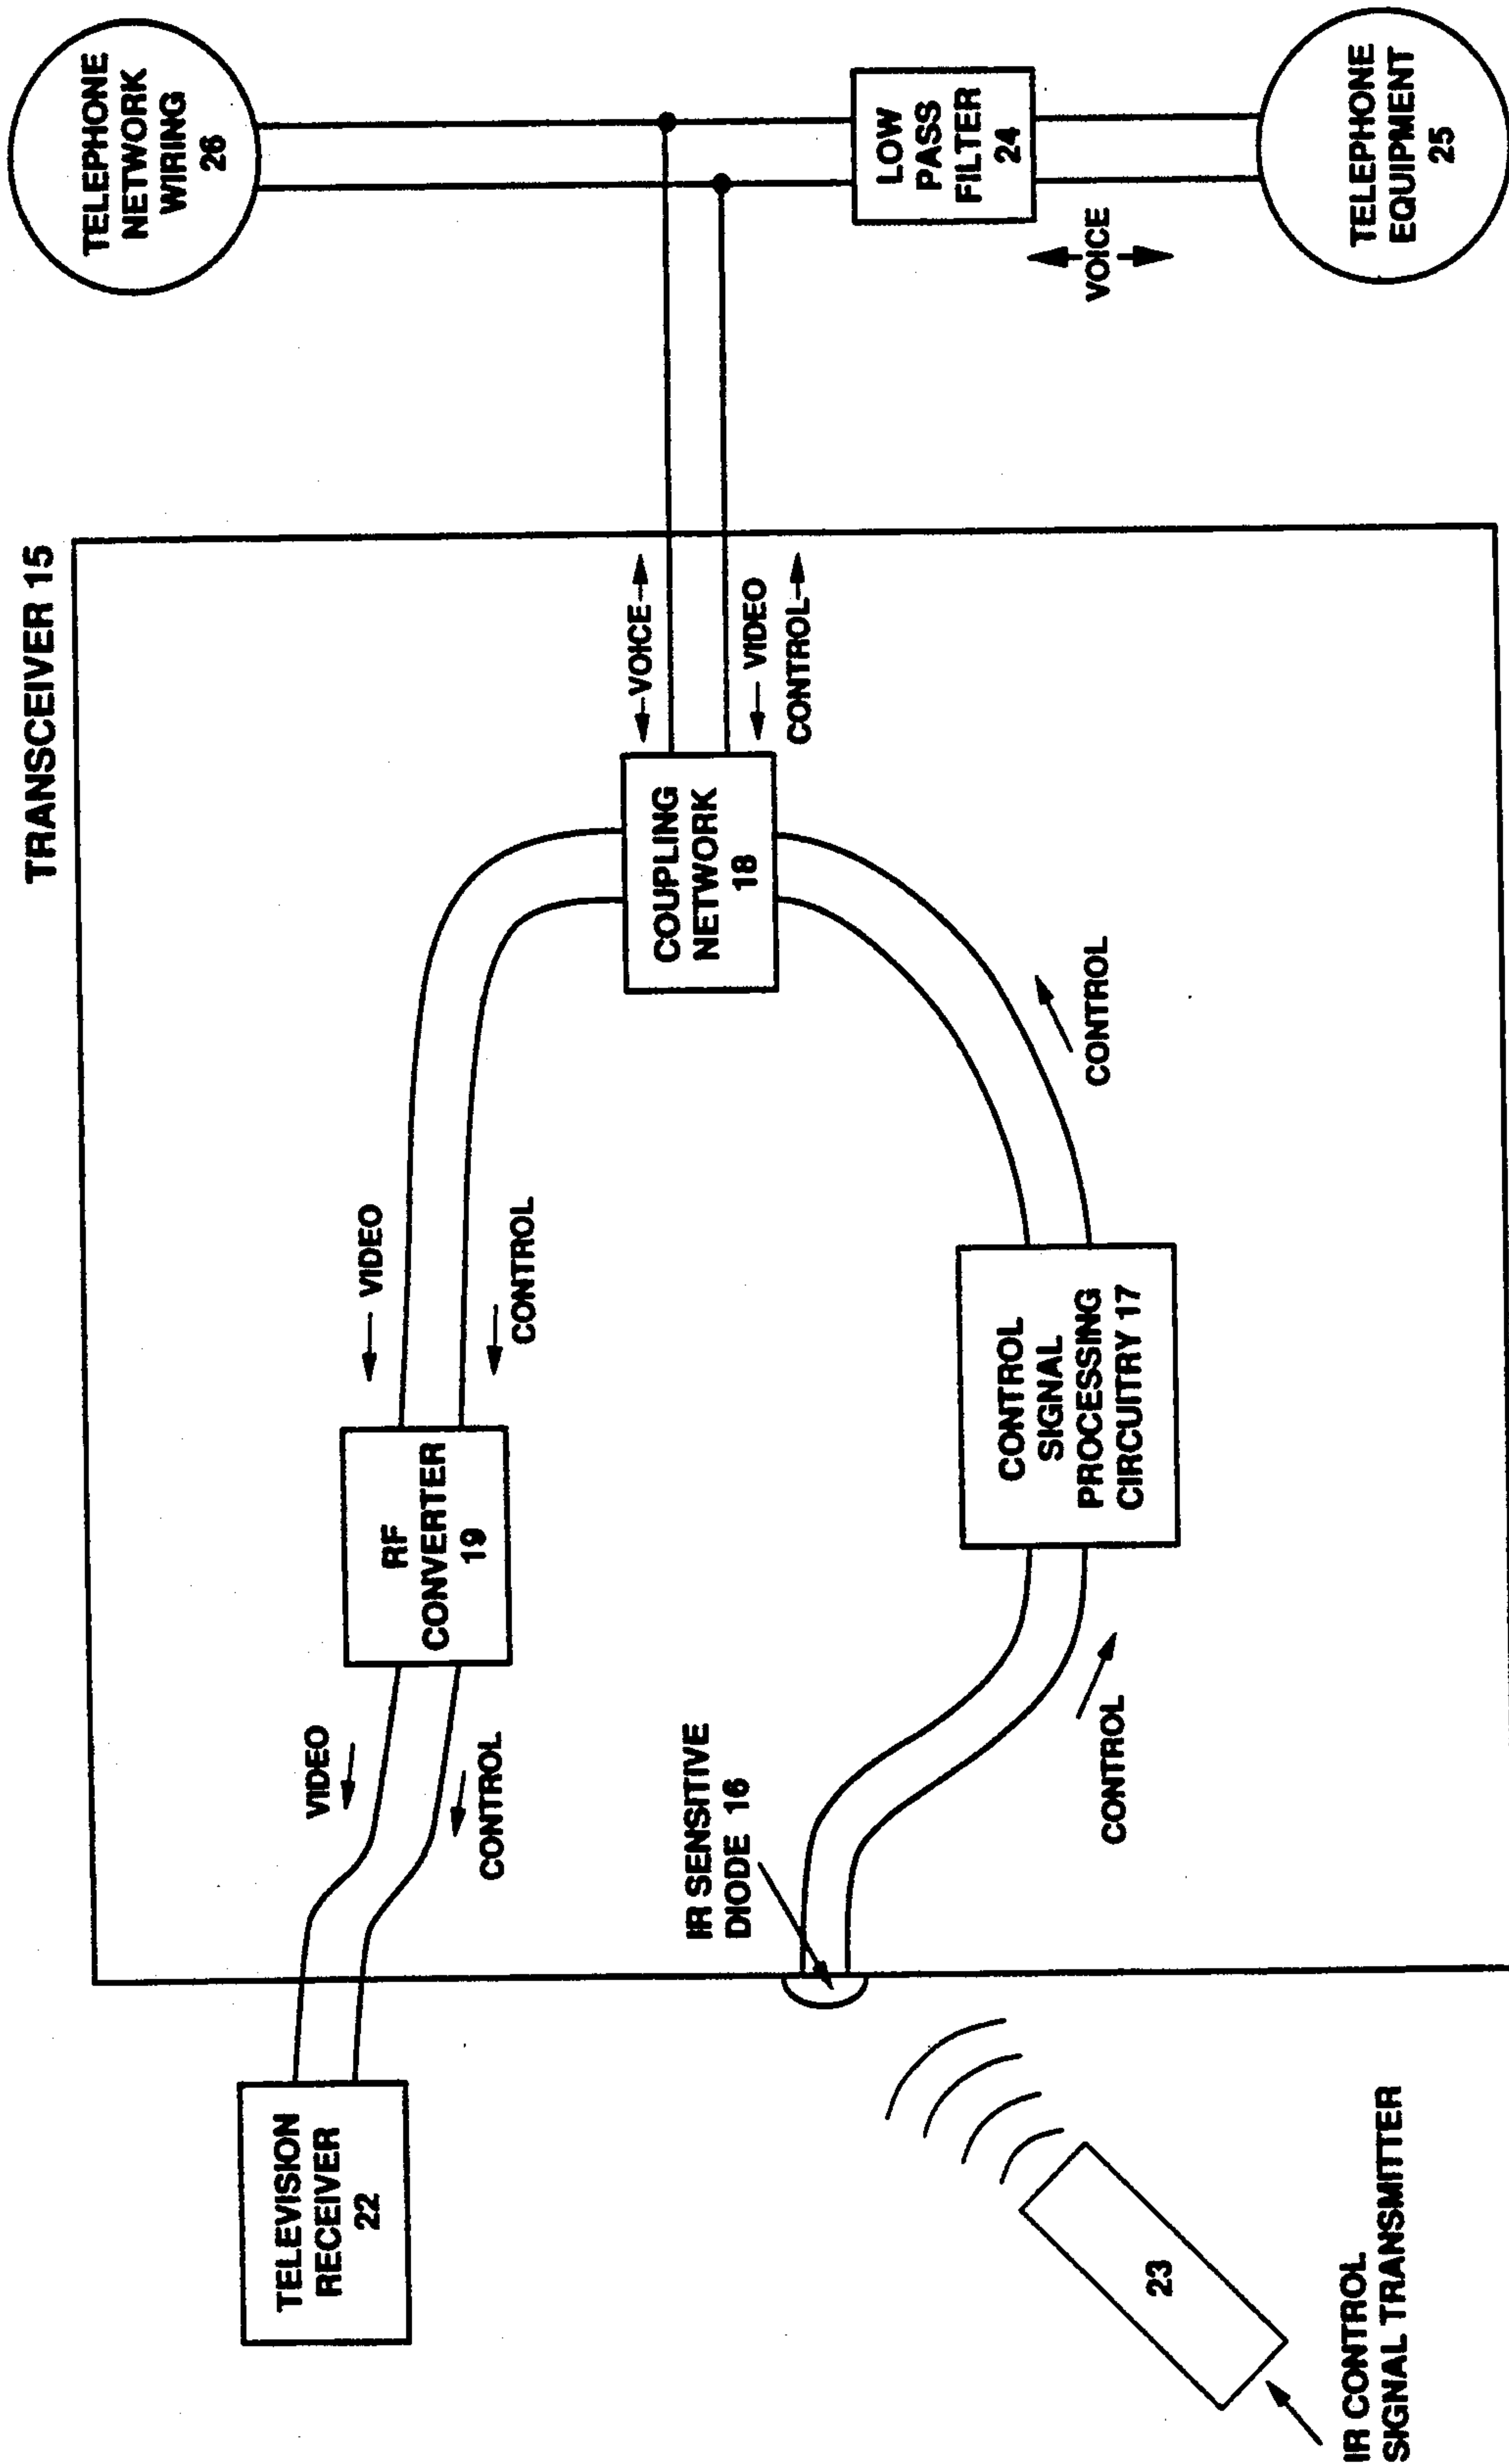 TRANSCEIVER 15
TELEPHONE
NETWORK
WIRING
26
VIDEO
CONTROL
RF
CONVERTER
19
VIDEO
CONTROL
TELEVISION
RECEIVER
22
VOICE
VIDEO
CONTROL
COUPLING
NETWORK
18
IR SENSITIVE
DIODE 16
LOW
PASS
FILTER
24
VOICE
CONTROL
SIGNAL
PROCESSING
CIRCUITRY 17
CONTROL
CONTROL
23
IR CONTROL
SIGNAL TRANSMITTER
TELEPHONE
EQUIPMENT
25